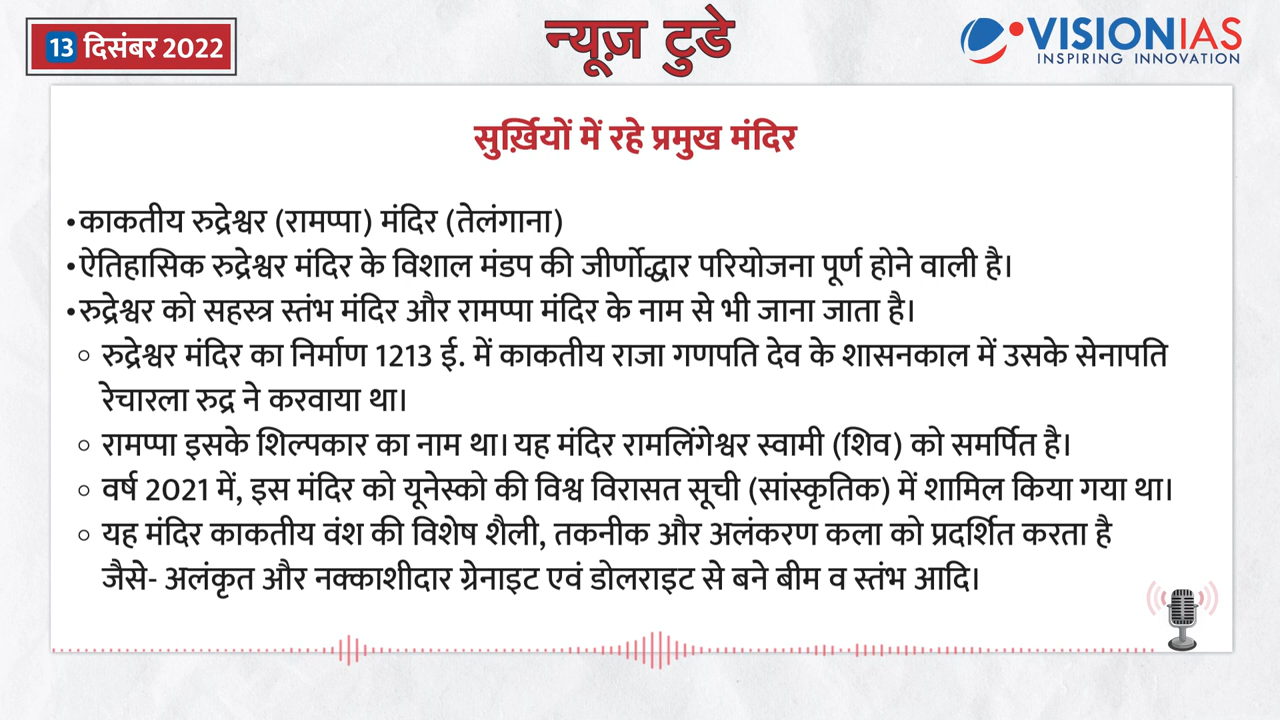 13 दिसंबर 2022
न्यूज़ टुडे
VISIONIAS
INSPIRING INNOVATION
सुर्ख़ियों में रहे प्रमुख मंदिर
•काकतीय रुद्रेश्वर (रामप्पा) मंदिर (तेलंगाना)
•ऐतिहासिक रुद्रेश्वर मंदिर के विशाल मंडप की जीर्णोद्धार परियोजना पूर्ण होने वाली है।
•रुद्रेश्वर को सहस्त्र स्तंभ मंदिर और रामप्पा मंदिर के नाम से भी जाना जाता है।
○ रुद्रेश्वर मंदिर का निर्माण 1213 ई. में काकतीय राजा गणपति देव के शासनकाल में उसके सेनापति
रेचारला रुद्र ने करवाया था।
○ रामप्पा इसके शिल्पकार का नाम था। यह मंदिर रामलिंगेश्वर स्वामी (शिव) को समर्पित है।
○ वर्ष 2021 में, इस मंदिर को यूनेस्को की विश्व विरासत सूची (सांस्कृतिक) में शामिल किया गया था।
○ यह मंदिर काकतीय वंश की विशेष शैली, तकनीक और अलंकरण कला को प्रदर्शित करता है
जैसे- अलंकृत और नक्काशीदार ग्रेनाइट एवं डोलराइट से बने बीम व स्तंभ आदि।